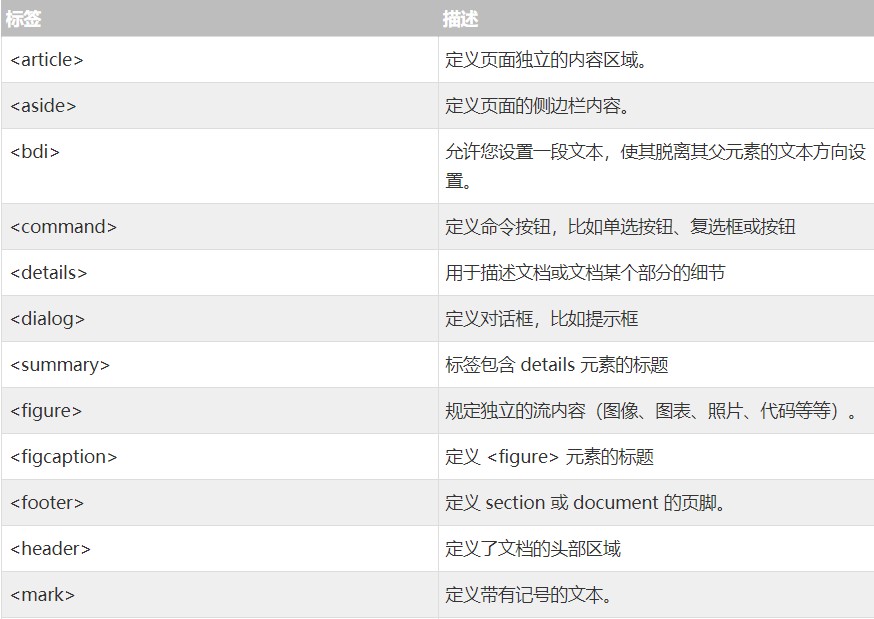 标签 描述
<article> 定义页面独立的内容区域。
<aside> 定义页面的侧边栏内容。
<bdi> 允许您设置一段文本，使其脱离其父元素的文本方向设
置。
<command> 定义命令按钮，比如单选按钮、复选框或按钮
<details> 用于描述文档或文档某个部分的细节
<dialog> 定义对话框，比如提示框
<summary> 标签包含 details 元素的标题
<figure> 规定独立的流内容（图像、图表、照片、代码等等）。
<figcaption> 定义 <figure> 元素的标题
<footer> 定义 section 或 document 的页脚。
<header> 定义了文档的头部区域
<mark> 定义带有记号的文本。